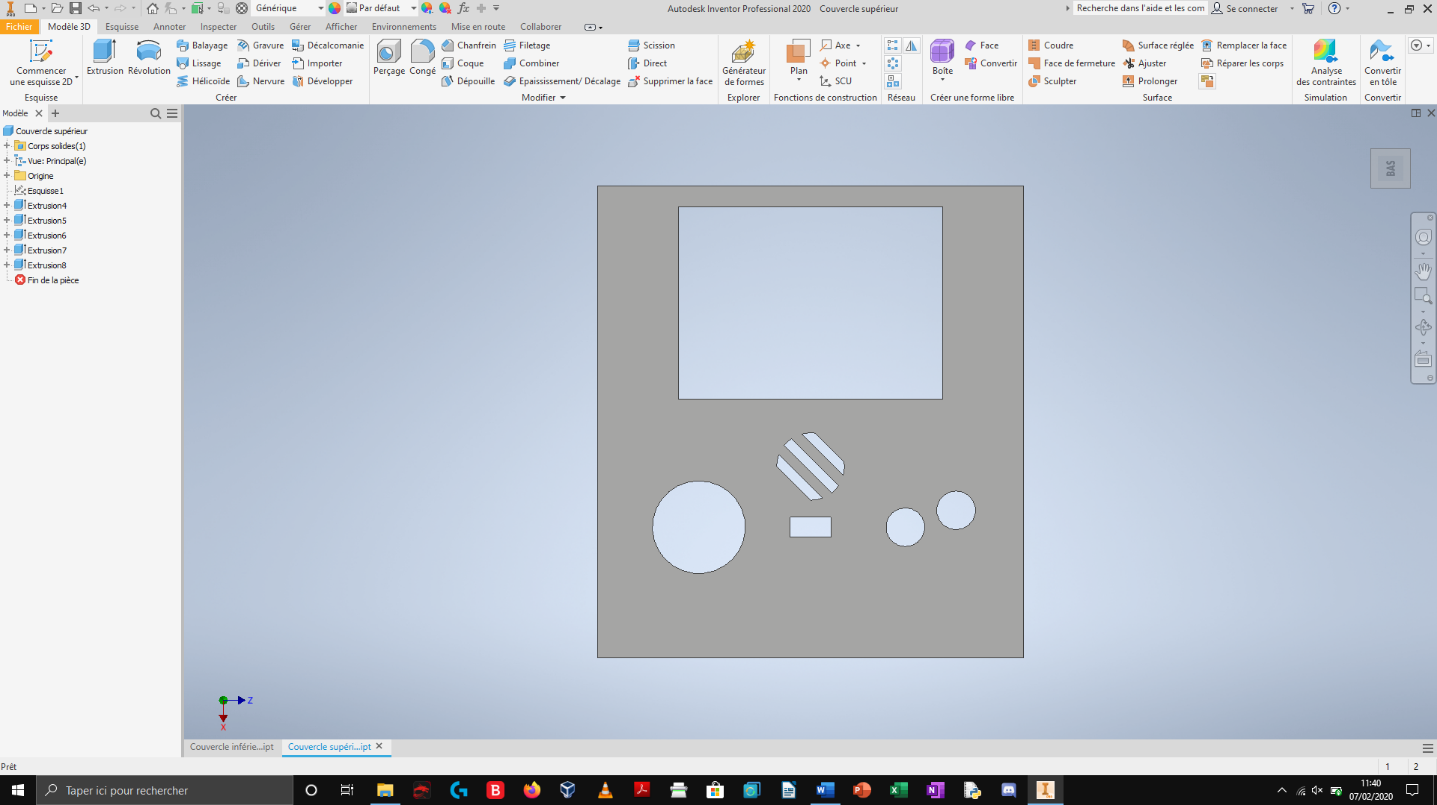 Générique
Par défaut
Autodesk Inventor Professional 2020 Couvercle supérieur
Recherche dans l'aide et les com
Se connecter
Fichier Modèle 3D Esquisse Annoter Inspecter Outils Gérer Afficher Environnements Mise en route Collaborer
Commencer
une esquisse 2D
Esquisse
Extrusion Révolution
Balayage Gravure Décalcomanie
Lissage Dériver Importer
Hélicoïde Nervure Développer
Créer
Perçage Congé
Chanfrein Filetage Scission
Coque Combiner Direct
Dépouille Epaississement/ Décalage Supprimer la face
Modifier
Générateur
de formes
Explorer
Plan
Axe
Point
SCU
Fonctions de construction
Réseau
Boîte
Face
Convertir
Créer une forme libre
Coudre Surface réglée Remplacer la face
Face de fermeture Ajuster Réparer les corps
Sculpter Prolonger
Surface
Analyse
des contraintes
Simulation
Convertir
en tôle
Convertir
Modèle
Couvercle supérieur
Corps solides(1)
Vue: Principal(e)
Origine
Esquisse1
Extrusion4
Extrusion5
Extrusion6
Extrusion7
Extrusion8
Fin de la pièce
BAS
Z
X
Couvercle inférie...ipt Couvercle supéri...ipt
Prêt
1 2
Taper ici pour rechercher
11:40
07/02/2020